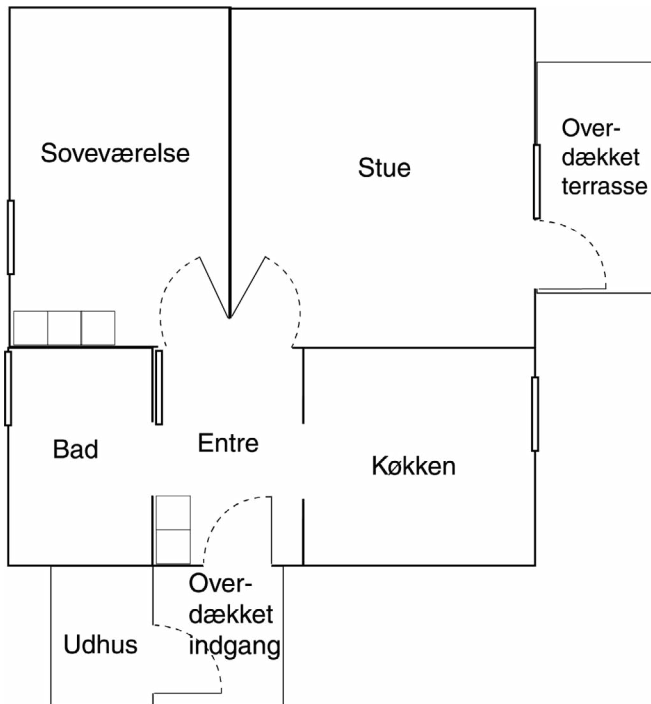 Soveværelse
Stue
Over-
dækket
terrasse
Bad
Entre
Køkken
Udhus
Over-
dækket
indgang